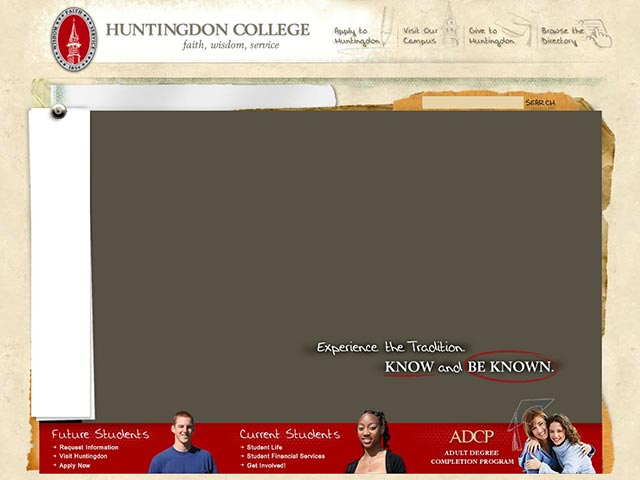 FAITH
WISDOM
SERVICE
1854
HUNTINGDON COLLEGE
faith, wisdom, service
Apply to
Huntingdon
Visit Our
Campus
Give to
Huntingdon
Browse the
Directory
SEARCH
Experience the Tradition.
KNOW and BE KNOWN.
Future Students
Request Information
Visit Huntingdon
Apply Now
Current Students
Student Life
Student Financial Services
Get Involved!
ADCP
ADULT DEGREE
COMPLETION PROGRAM